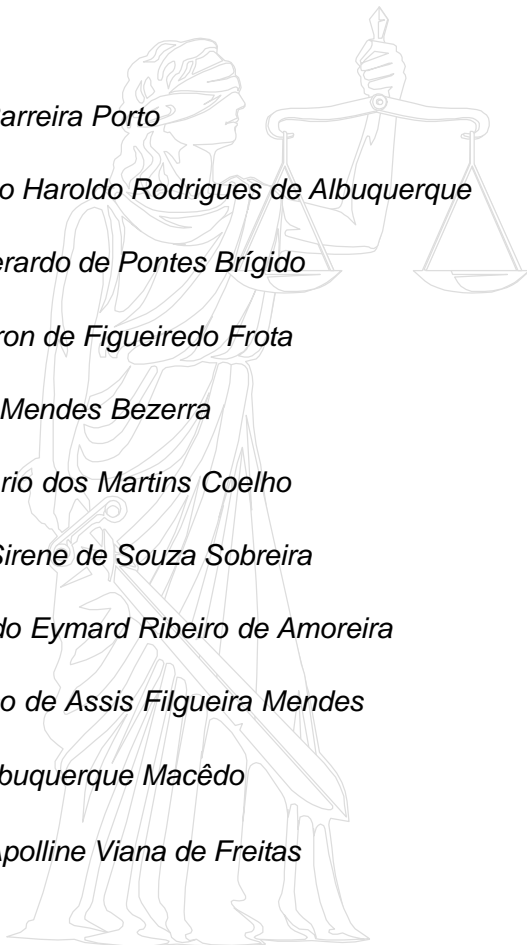 arreira Porto
o Haroldo Rodrigues de Albuquerque
erardo de Pontes Brígido
ron de Figueiredo Frota
Mendes Bezerra
rio dos Martins Coelho
Sirene de Souza Sobreira
do Eymard Ribeiro de Amoreira
o de Assis Filgueira Mendes
buquerque Macêdo
Apolline Viana de Freitas